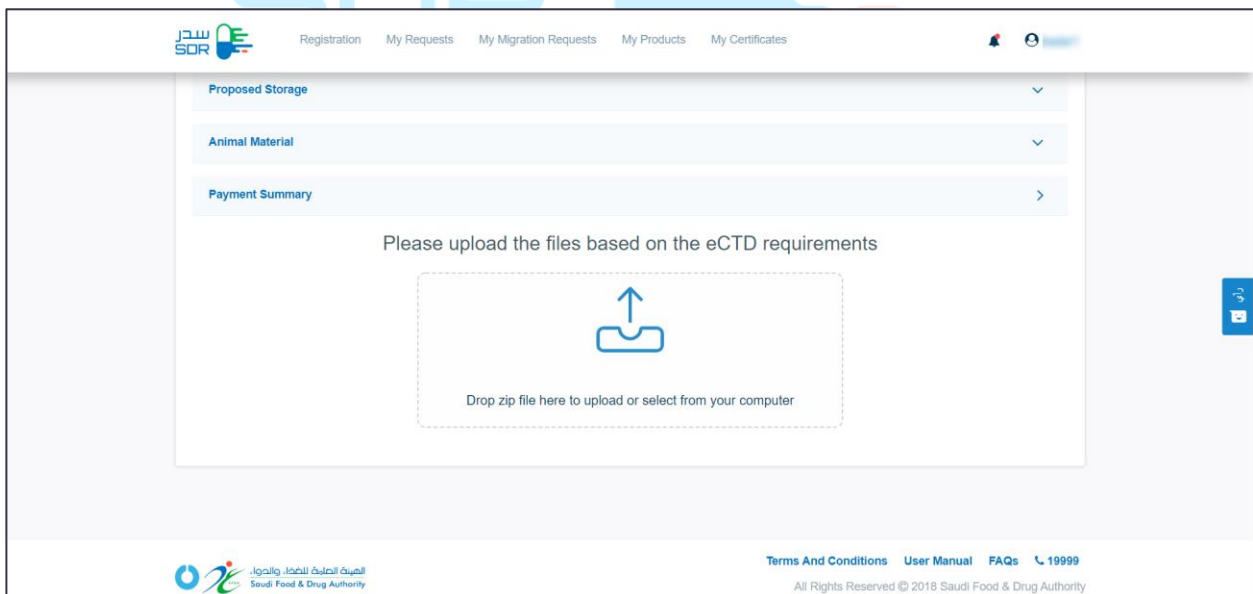 سدر
SDR
Registration My Requests My Migration Requests My Products My Certificates
Proposed Storage
Animal Material
Payment Summary
Please upload the files based on the eCTD requirements
Drop zip file here to upload or select from your computer
الهيئة العامة للغذاء والدواء
Saudi Food & Drug Authority
Terms And Conditions User Manual FAQs 19999
All Rights Reserved © 2018 Saudi Food & Drug Authority